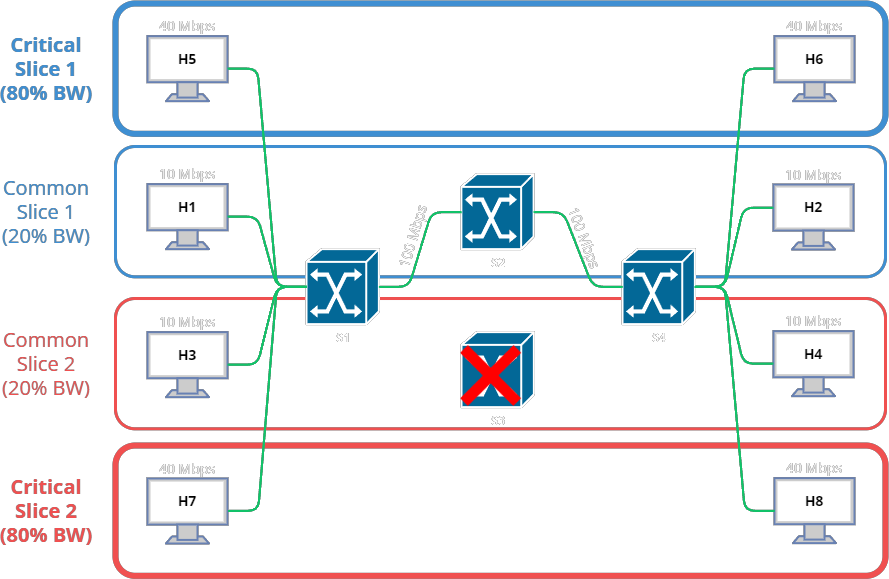 40 Mbps
40 Mbps
Critical
Slice 1
(80% BW)
H5
H6
10 Mbps
10 Mbps
Common
Slice 1
(20% BW)
H1
H2
100 Mbps
100 Mbps
S2
S1
S4
10 Mbps
10 Mbps
Common
Slice 2
(20% BW)
H3
H4
S3
40 Mbps
40 Mbps
Critical
Slice 2
(80% BW)
H7
H8